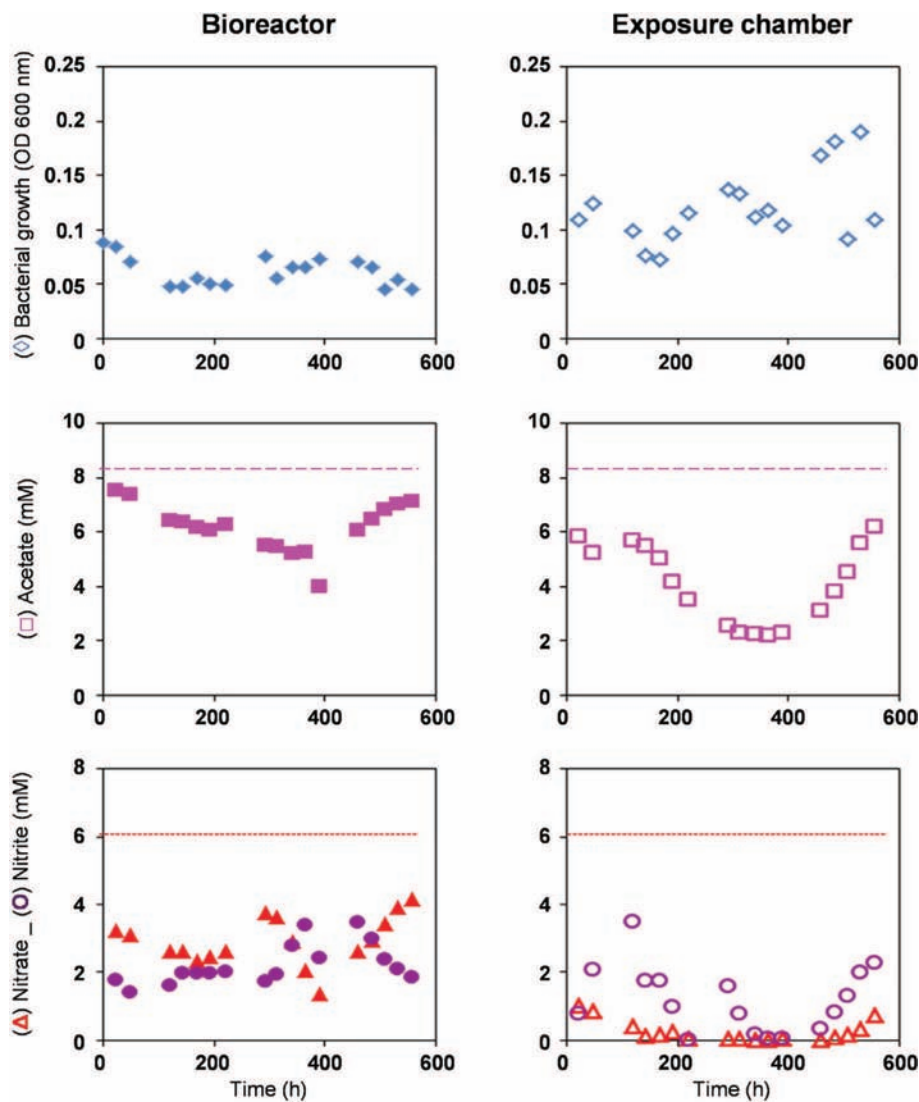 Bioreactor
Exposure chamber
(◇) Bacterial growth (OD 600 nm)
0.25
0.2
0.15
0.1
0.05
0
0 200 400 600
0.25
0.2
0.15
0.1
0.05
0
0 200 400 600
(□) Acetate (mM)
10
8
6
4
2
0
0 200 400 600
10
8
6
4
2
0
0 200 400 600
(△) Nitrate _ (○) Nitrite (mM)
8
6
4
2
0
0 200 400 600
Time (h)
8
6
4
2
0
0 200 400 600
Time (h)